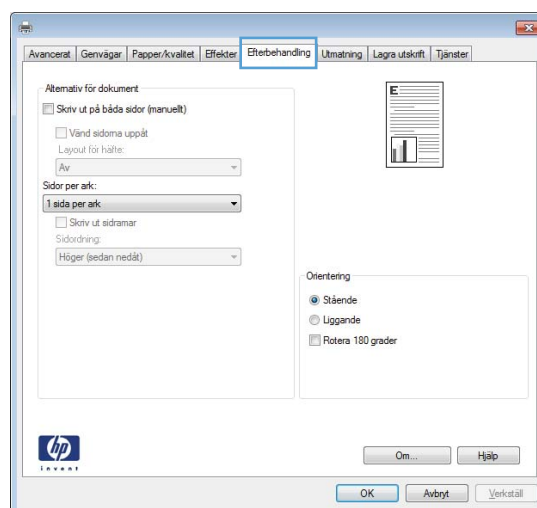 Avancerat Genvägar Papper/kvalitet Effekter Efterbehandling Utmatning Lagra utskrift Tjänster
Alternativ för dokument
Skriv ut på båda sidor (manuellt)
Vänd sidorna uppåt
Layout för häfte:
Av
Sidor per ark:
1 sida per ark
Skriv ut sidramar
Sidordning:
Höger (sedan nedåt)
E
Orientering
Stående
Liggande
Rotera 180 grader
hp
invent
Om... Hjälp
OK Avbryt Verkställ